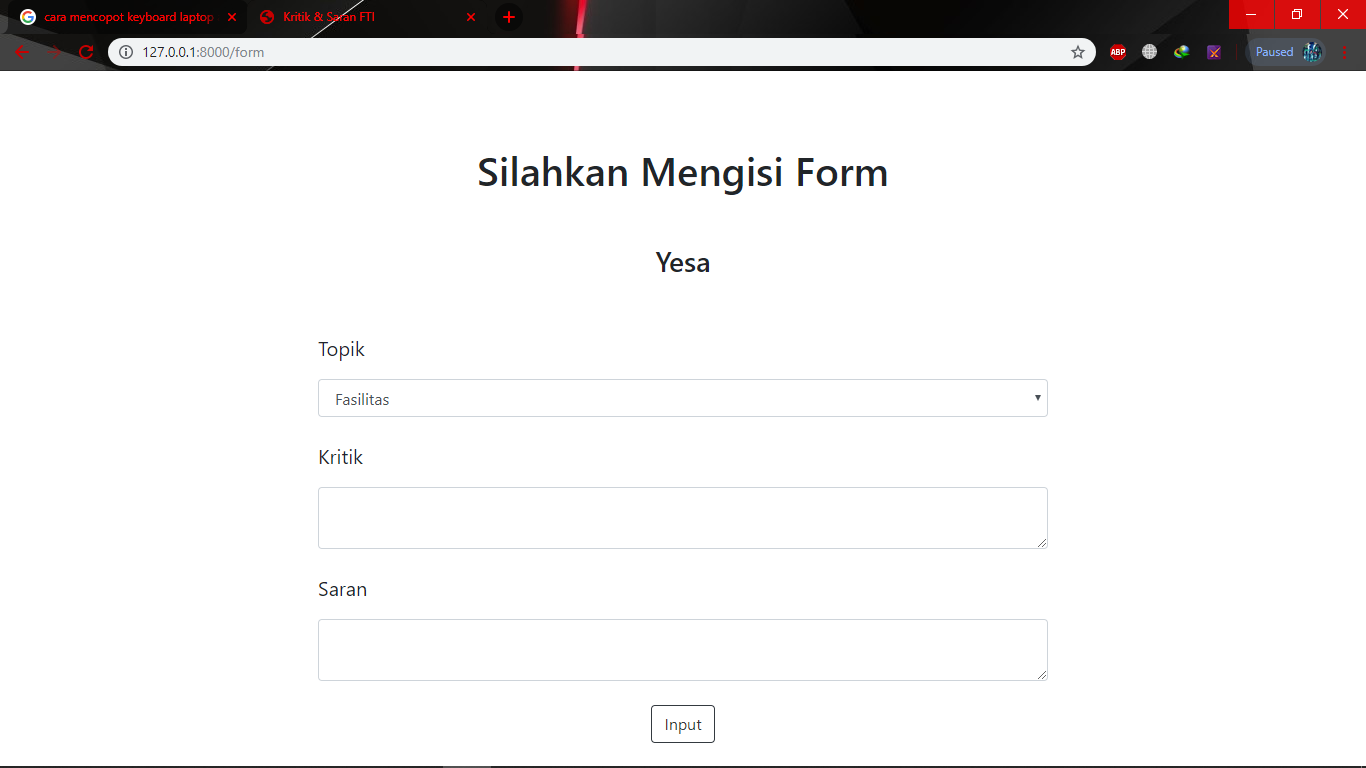 cara mencopot keyboard laptop
Kritik & Saran FTI
127.0.0.1:8000/form
ABP
Paused
Silahkan Mengisi Form
Yesa
Topik
Fasilitas
Kritik
Saran
Input